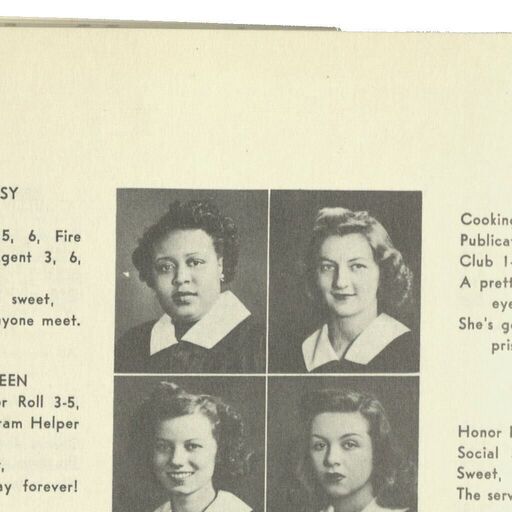 SY
5, 6, Fire
gent 3, 6,
sweet,
yone meet.
EEN
r Roll 3-5,
ram Helper
ay forever!
Cooking
Publica
Club 1-
A prett
eye
She's g
pris
Honor
Social
Sweet,
The serv